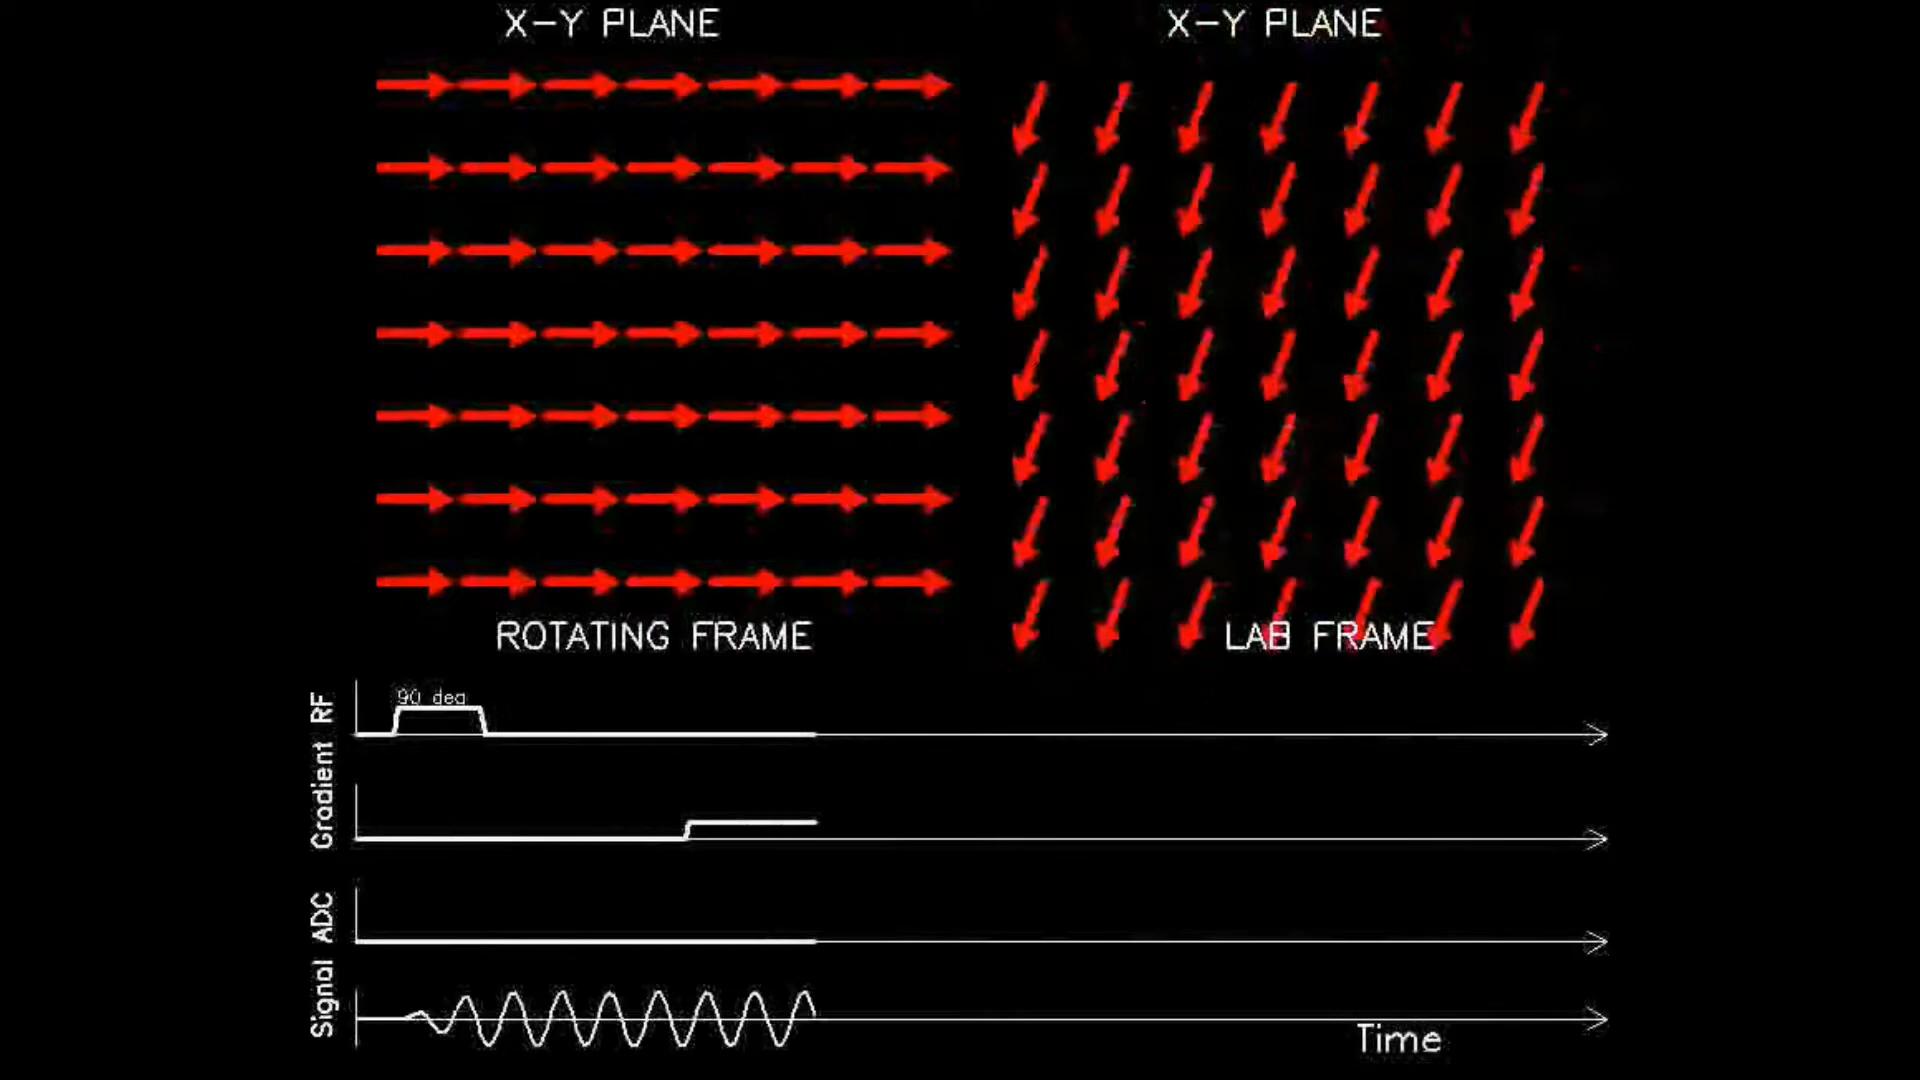 X-Y PLANE
X-Y PLANE
ROTATING FRAME
LAB FRAME
RF
90 deg
Gradient
ADC
Signal
Time